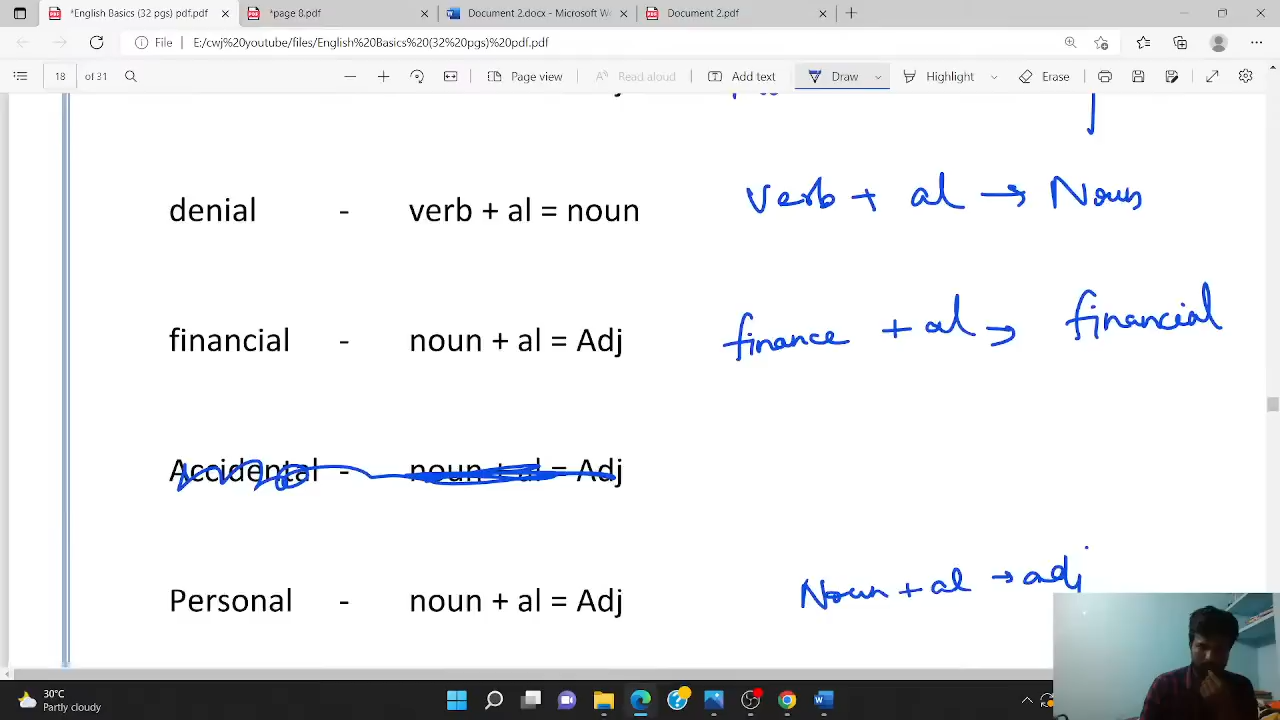 *English Basics (32 pgs) pdf.pdf
*page 8.pdf
Document 2.docx - Microsoft We
Document 2.pdf
File
E:/cwj%20youtube/files/English%20Basics%20(32%20pgs)%20pdf.pdf
18 of 31
Page view
Read aloud
Add text
Draw
Highlight
Erase
denial - verb + al = noun
verb + al → Noun
financial - noun + al = Adj
finance + al → financial
Accidental - noun + al = Adj
Personal - noun + al = Adj
Noun + al → adj
30°C
Partly cloudy